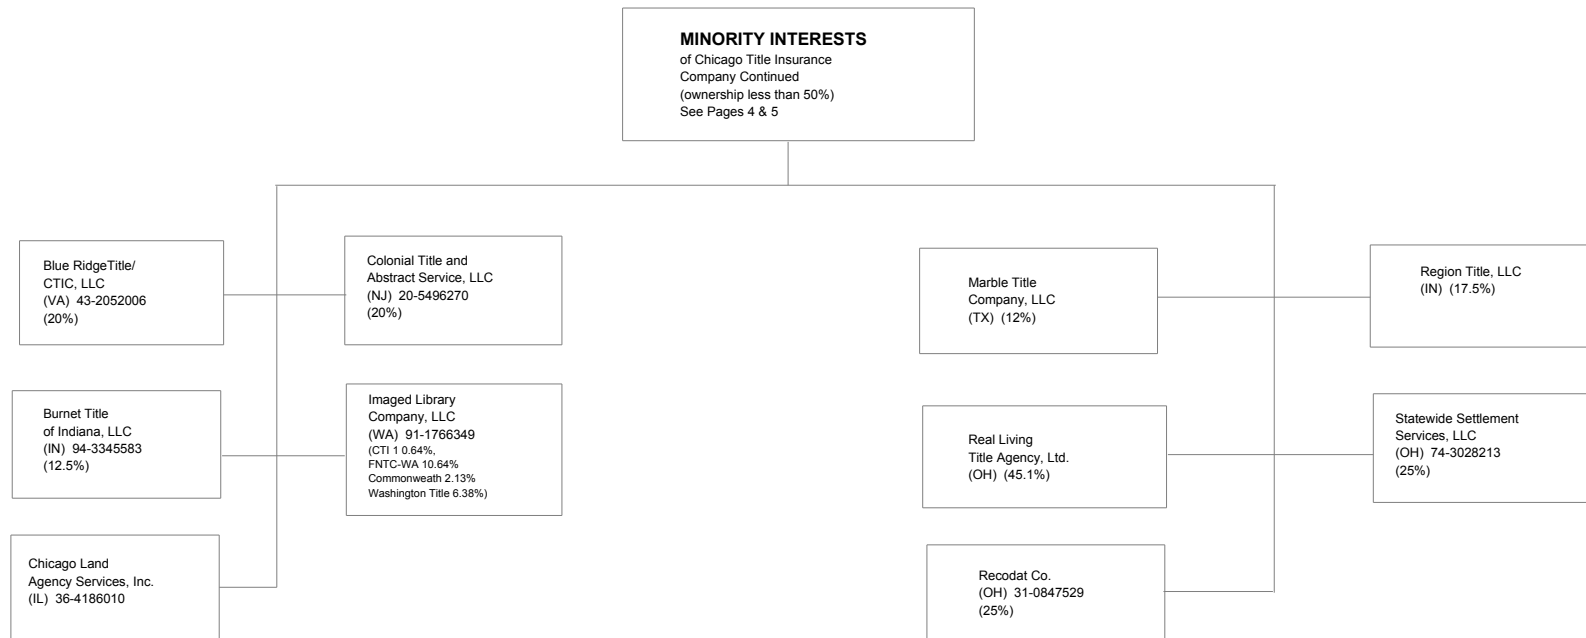 MINORITY INTERESTS
of Chicago Title Insurance
Company Continued
(ownership less than 50%)
See Pages 4 & 5
Blue RidgeTitle/
CTIC, LLC
(VA) 43-2052006
(20%)
Colonial Title and
Abstract Service, LLC
(NJ) 20-5496270
(20%)
Marble Title
Company, LLC
(TX) (12%)
Region Title, LLC
(IN) (17.5%)
Burnet Title
of Indiana, LLC
(IN) 94-3345583
(12.5%)
Imaged Library
Company, LLC
(WA) 91-1766349
(CTI 1 0.64%,
FNTC-WA 10.64%
Commonweath 2.13%
Washington Title 6.38%)
Real Living
Title Agency, Ltd.
(OH) (45.1%)
Statewide Settlement
Services, LLC
(OH) 74-3028213
(25%)
Chicago Land
Agency Services, Inc.
(IL) 36-4186010
Recodat Co.
(OH) 31-0847529
(25%)